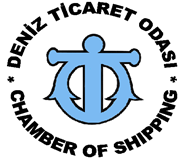 DENİZ TİCARET ODASI
* CHAMBER OF SHIPPING *